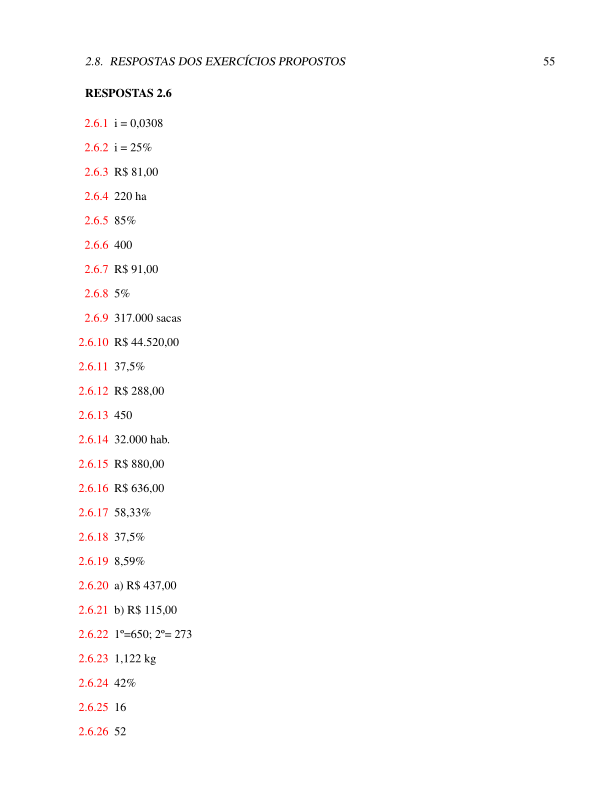 2.8. RESPOSTAS DOS EXERCÍCIOS PROPOSTOS 55
RESPOSTAS 2.6
2.6.1 i = 0,0308
2.6.2 i = 25%
2.6.3 R$ 81,00
2.6.4 220 ha
2.6.5 85%
2.6.6 400
2.6.7 R$ 91,00
2.6.8 5%
2.6.9 317.000 sacas
2.6.10 R$ 44.520,00
2.6.11 37,5%
2.6.12 R$ 288,00
2.6.13 450
2.6.14 32.000 hab.
2.6.15 R$ 880,00
2.6.16 R$ 636,00
2.6.17 58,33%
2.6.18 37,5%
2.6.19 8,59%
2.6.20 a) R$ 437,00
2.6.21 b) R$ 115,00
2.6.22 1º=650; 2º= 273
2.6.23 1,122 kg
2.6.24 42%
2.6.25 16
2.6.26 52